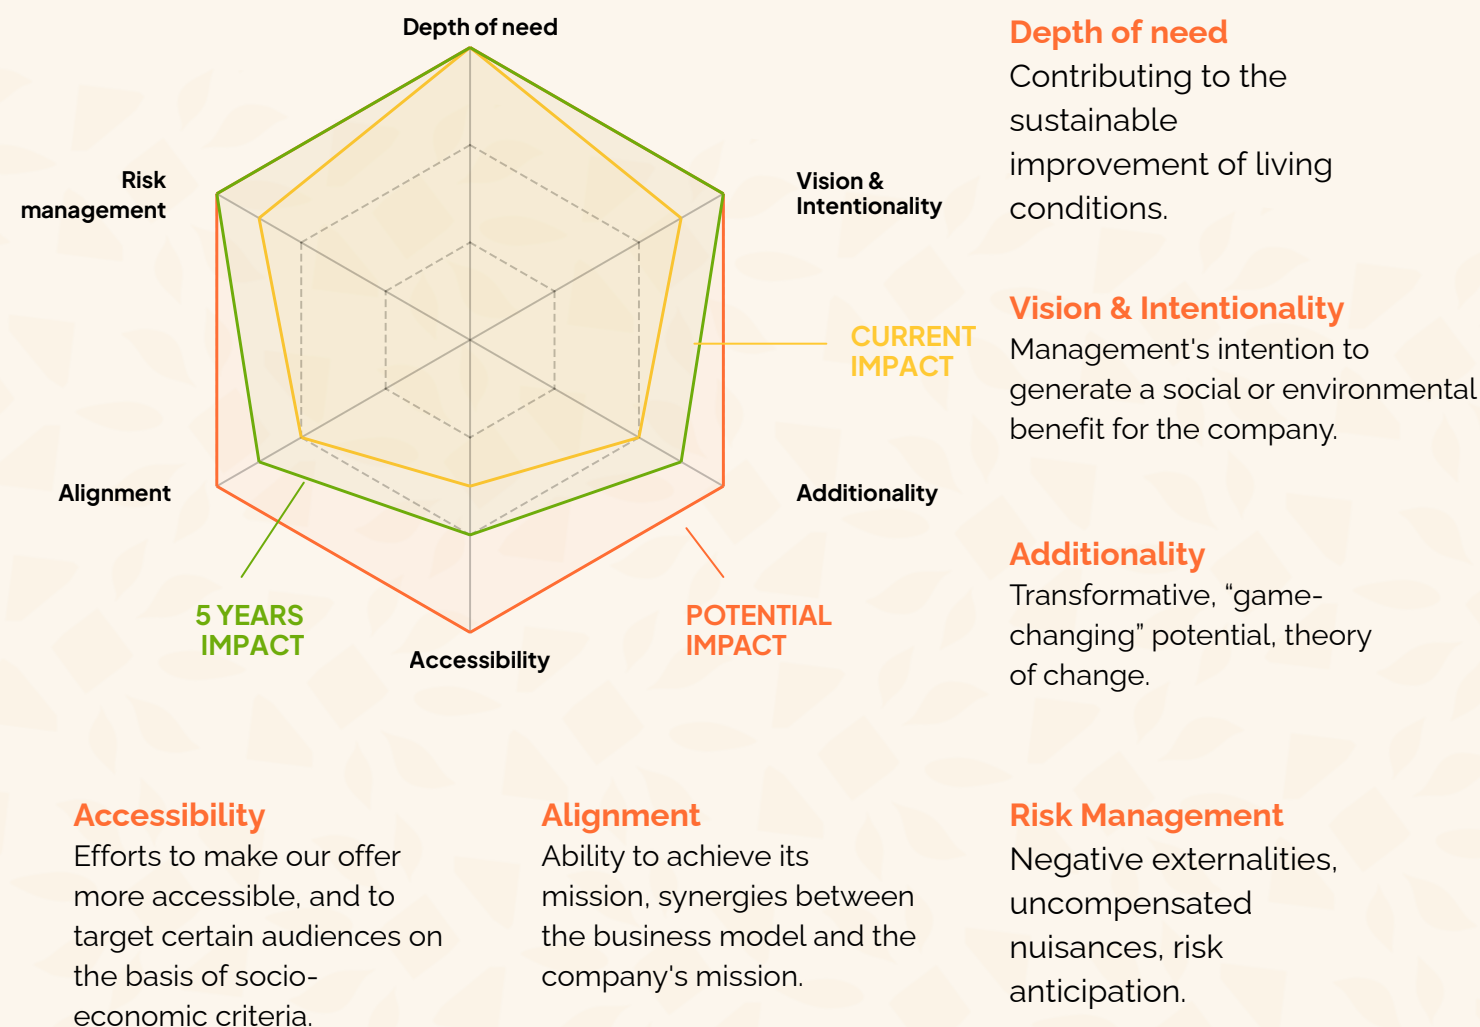 Depth of need
Risk
management
Vision &
Intentionality
CURRENT
IMPACT
Alignment
Additionality
5 YEARS
IMPACT
POTENTIAL
IMPACT
Accessibility
Depth of need
Contributing to the
sustainable
improvement of living
conditions.
Vision & Intentionality
Management's intention to
generate a social or environmental
benefit for the company.
Additionality
Transformative, “game-
changing” potential, theory
of change.
Accessibility
Efforts to make our offer
more accessible, and to
target certain audiences on
the basis of socio-
economic criteria.
Alignment
Ability to achieve its
mission, synergies between
the business model and the
company's mission.
Risk Management
Negative externalities,
uncompensated
nuisances, risk
anticipation.